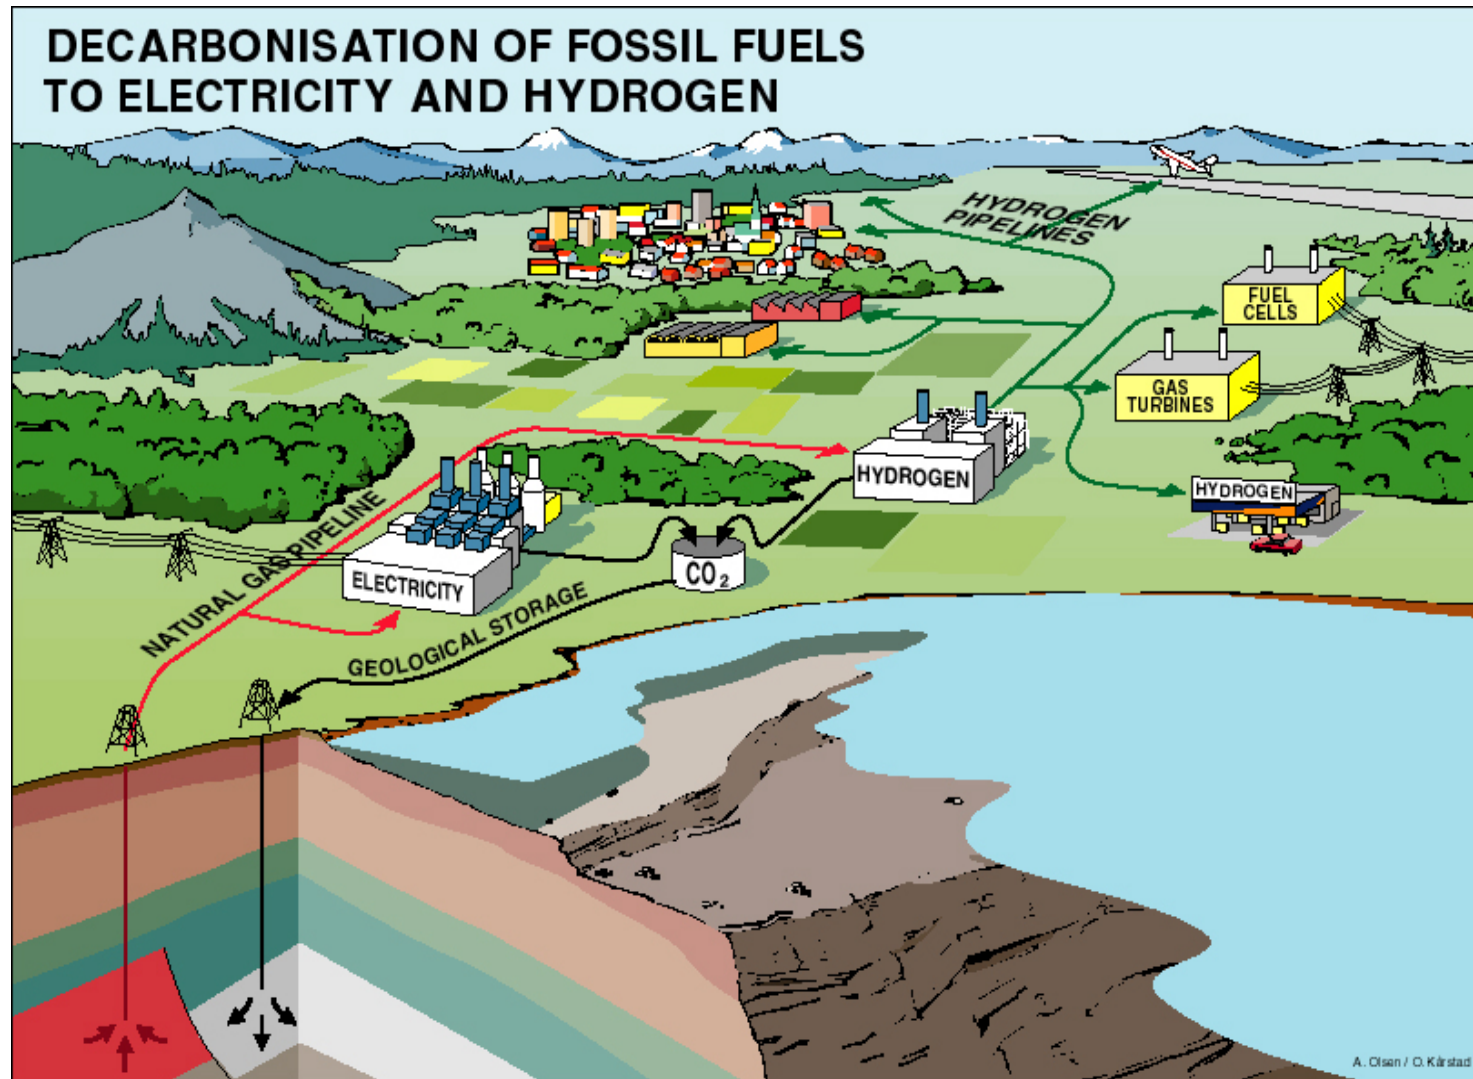 DECARBONISATION OF FOSSIL FUELS
TO ELECTRICITY AND HYDROGEN
HYDROGEN
PIPELINES
FUEL
CELLS
GAS
TURBINES
HYDROGEN
HYDROGEN
NATURAL GAS PIPELINE
ELECTRICITY
CO₂
GEOLOGICAL STORAGE
A. Olsen / O. Kårstad